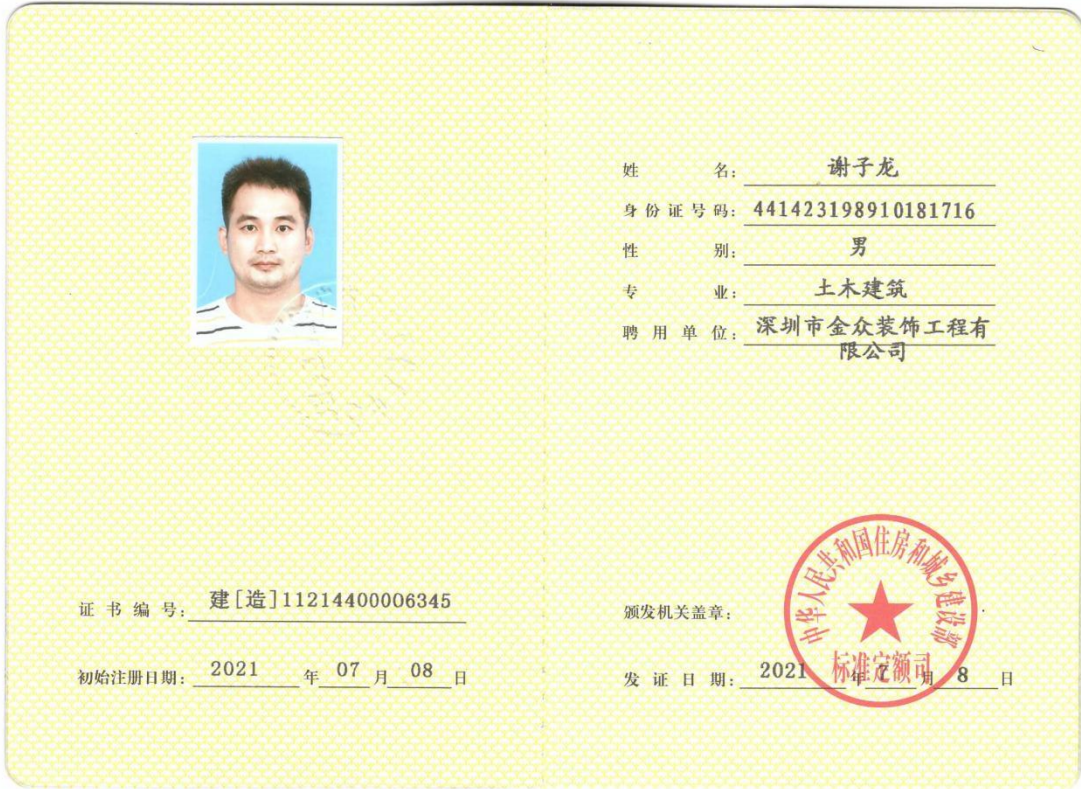 姓 名: 谢子龙
身份证号码: 441423198910181716
性 别: 男
专 业: 土木建筑
聘用单位: 深圳市金众装饰工程有
限公司
证书编号: 建[造]11214400006345
初始注册日期: 2021 年 07 月 08 日
颁发机关盖章:
中华人民共和国住房和城乡建设部
标准定额司
发证日期: 2021 年 7 月 8 日